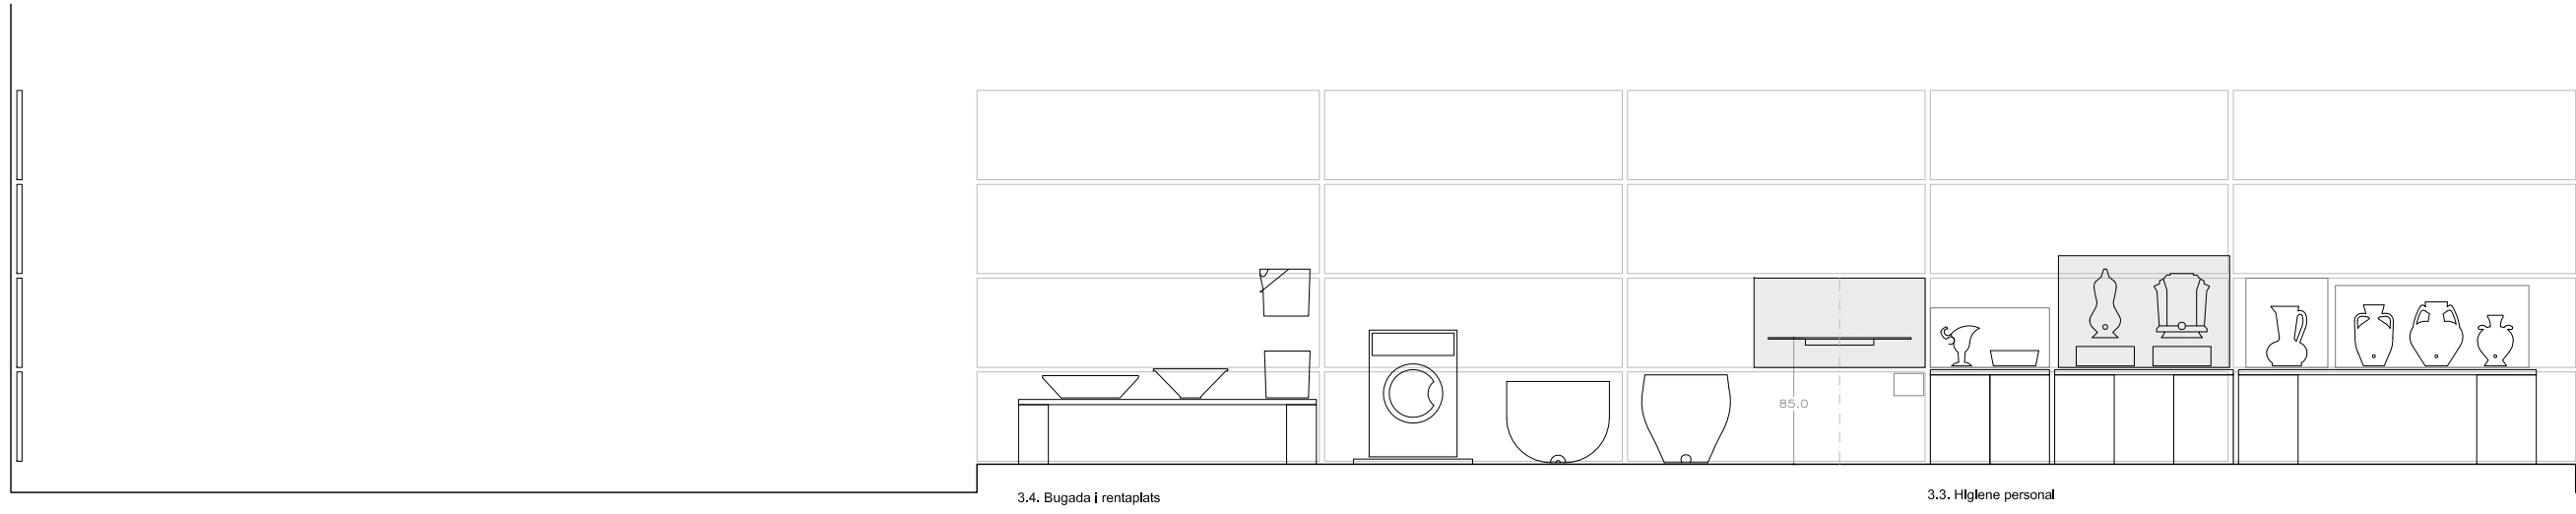 85.0
3.4. Bugada i rentaplats
3.3. HIgiene personal